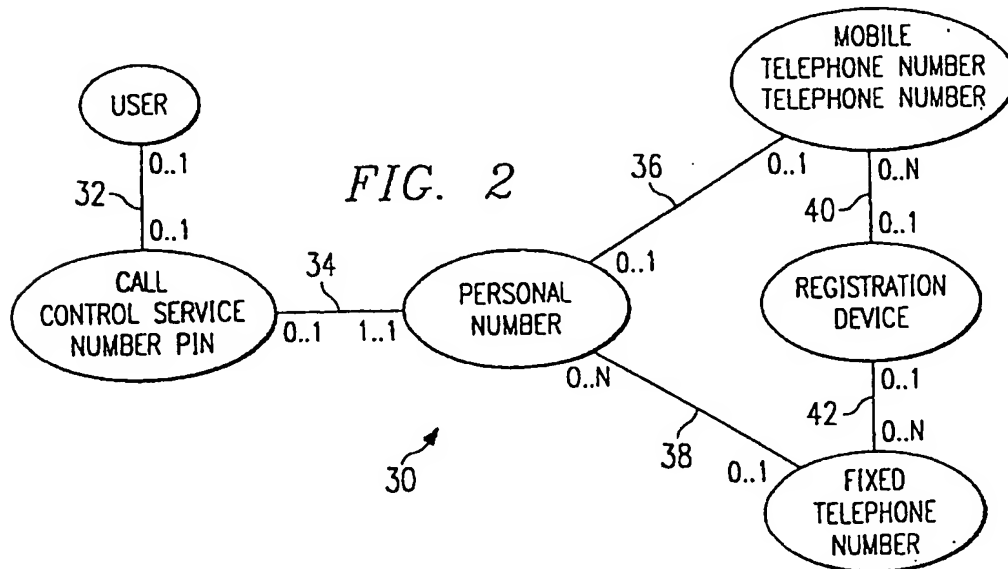 MOBILE
TELEPHONE NUMBER
TELEPHONE NUMBER
USER
0..1
32
0..1
FIG. 2
36
0..1
0..N
40
0..1
CALL
CONTROL SERVICE
NUMBER PIN
34
0..1
1..1
PERSONAL
NUMBER
0..1
0..N
REGISTRATION
DEVICE
0..1
42
0..N
30
38
0..1
FIXED
TELEPHONE
NUMBER